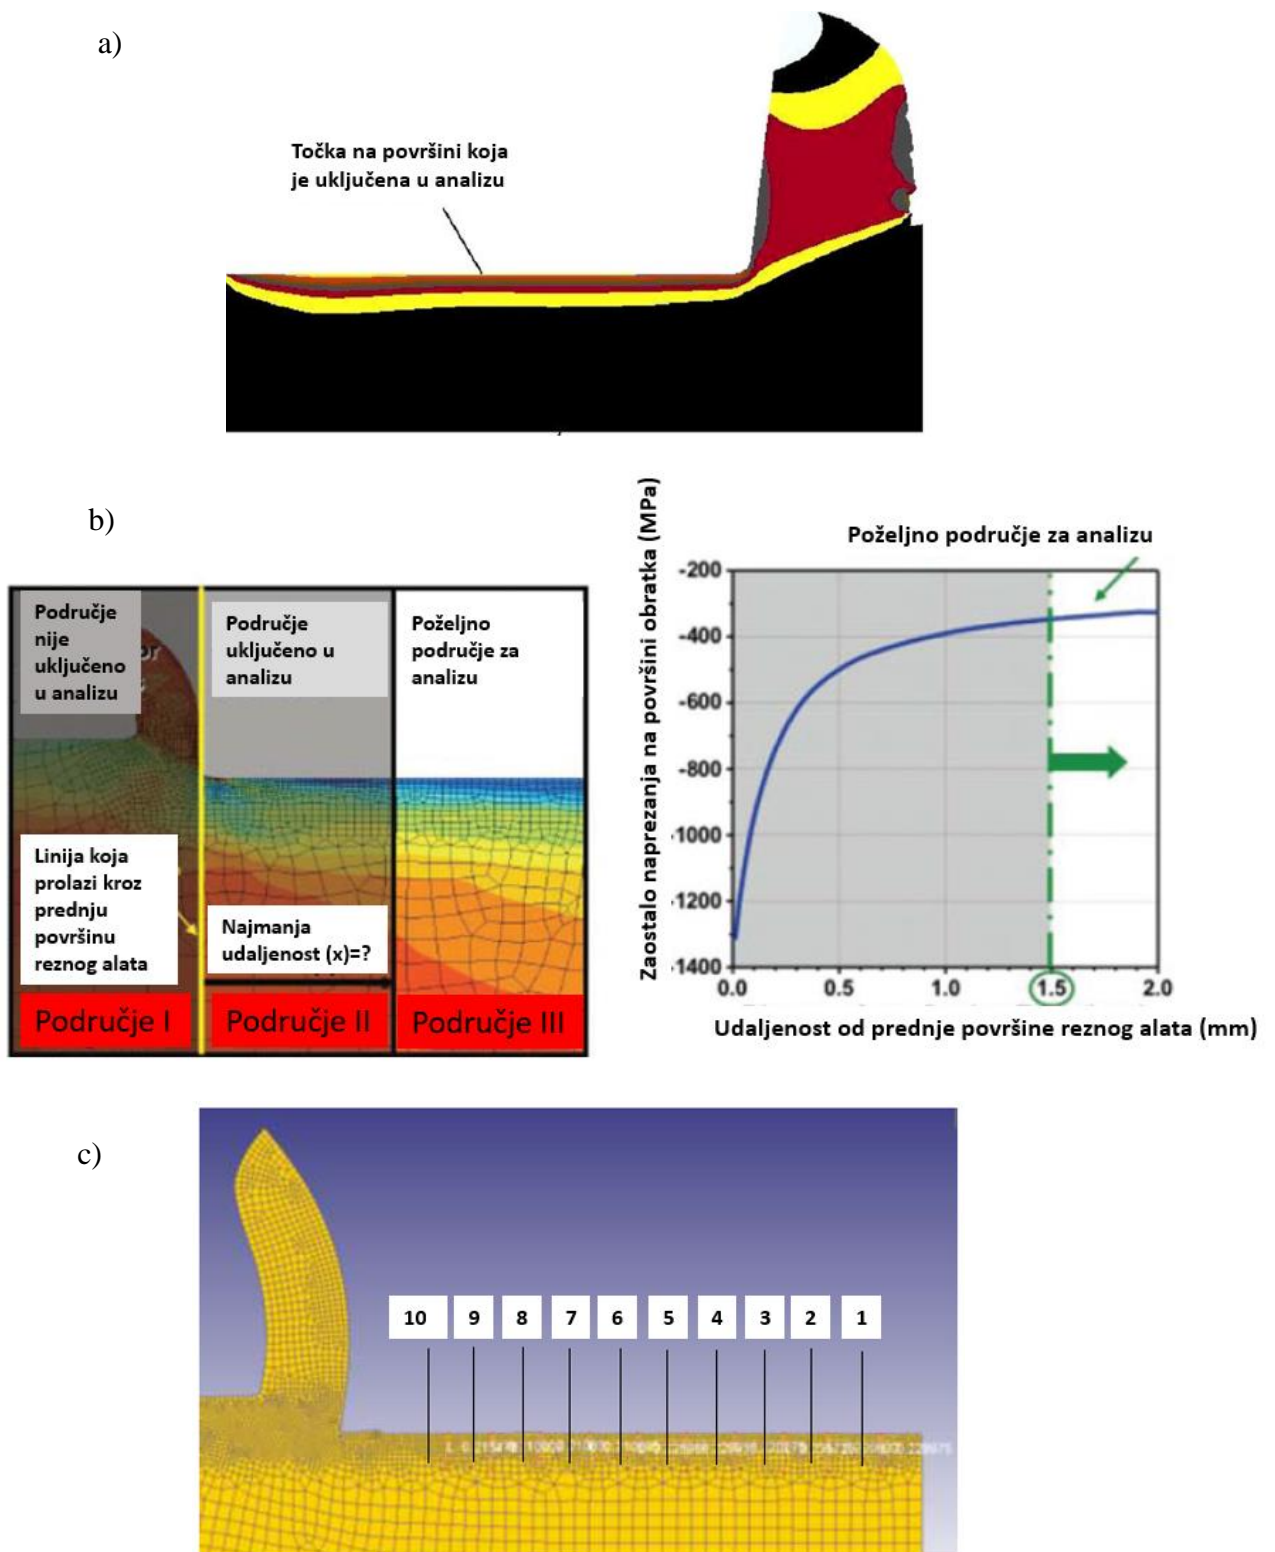 a)
Točka na površini koja
je uključena u analizu
b)
Područje
nije
uključeno
u analizu
Područje
uključeno u
analizu
Poželjno
područje za
analizu
Linija koja
prolazi kroz
prednju
površinu
reznog alata
Najmanja
udaljenost (x)=?
Područje I
Područje II
Područje III
Zaostalo naprezanja na površini obratka (MPa)
Poželjno područje za analizu
-200
-400
-600
-800
-1000
-1200
-1400
0.0
0.5
1.0
1.5
2.0
Udaljenost od prednje površine reznog alata (mm)
c)
10
9
8
7
6
5
4
3
2
1